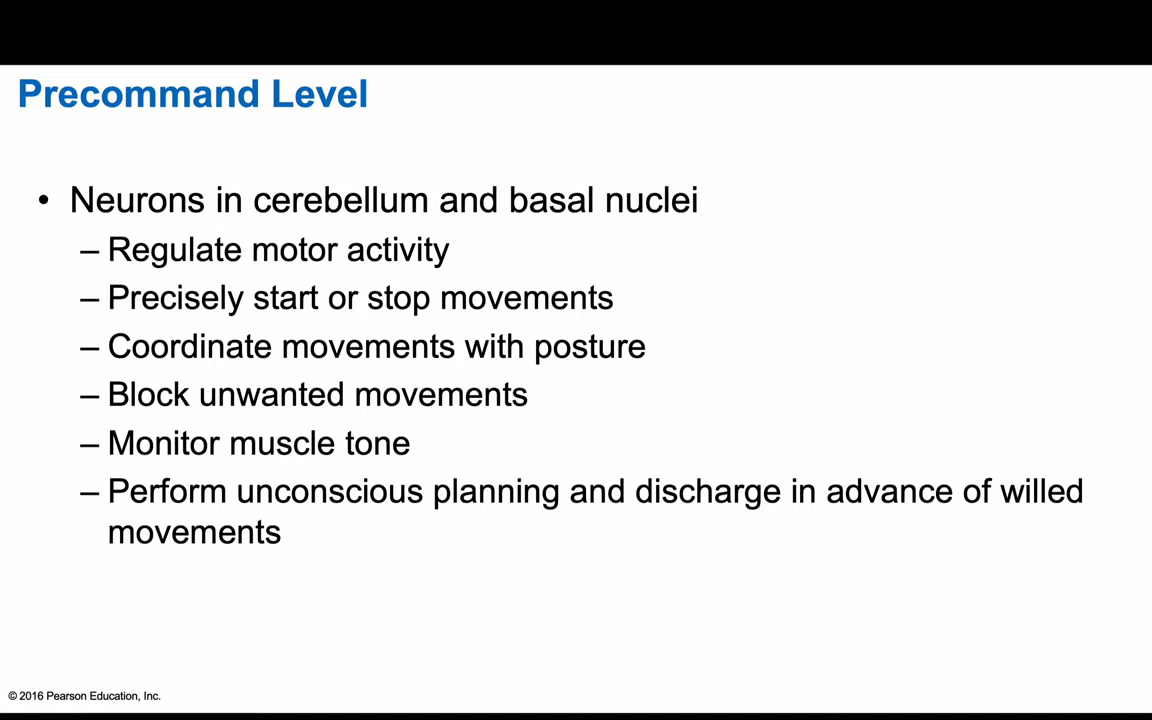 Precommand Level
• Neurons in cerebellum and basal nuclei
– Regulate motor activity
– Precisely start or stop movements
– Coordinate movements with posture
– Block unwanted movements
– Monitor muscle tone
– Perform unconscious planning and discharge in advance of willed
movements
© 2016 Pearson Education, Inc.